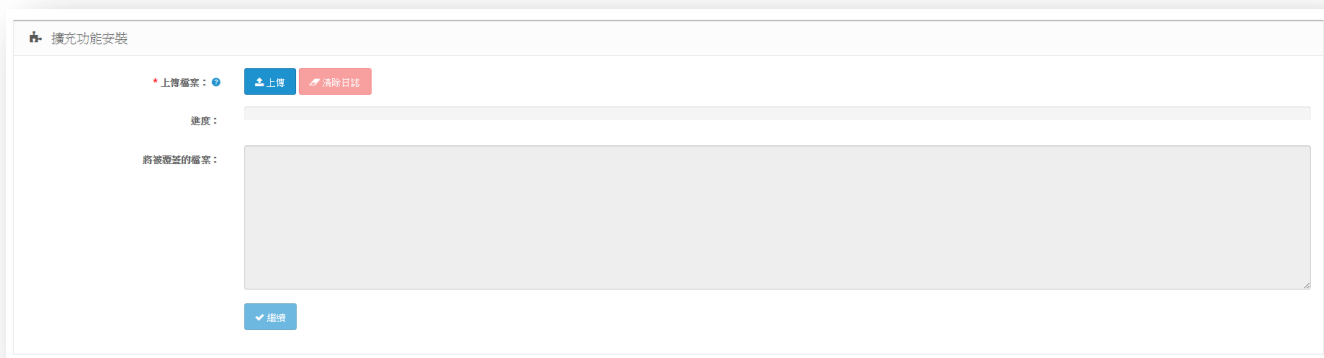 擴充功能安裝
* 上傳檔案：
上傳
清除日誌
進度：
將被覆蓋的檔案：
繼續